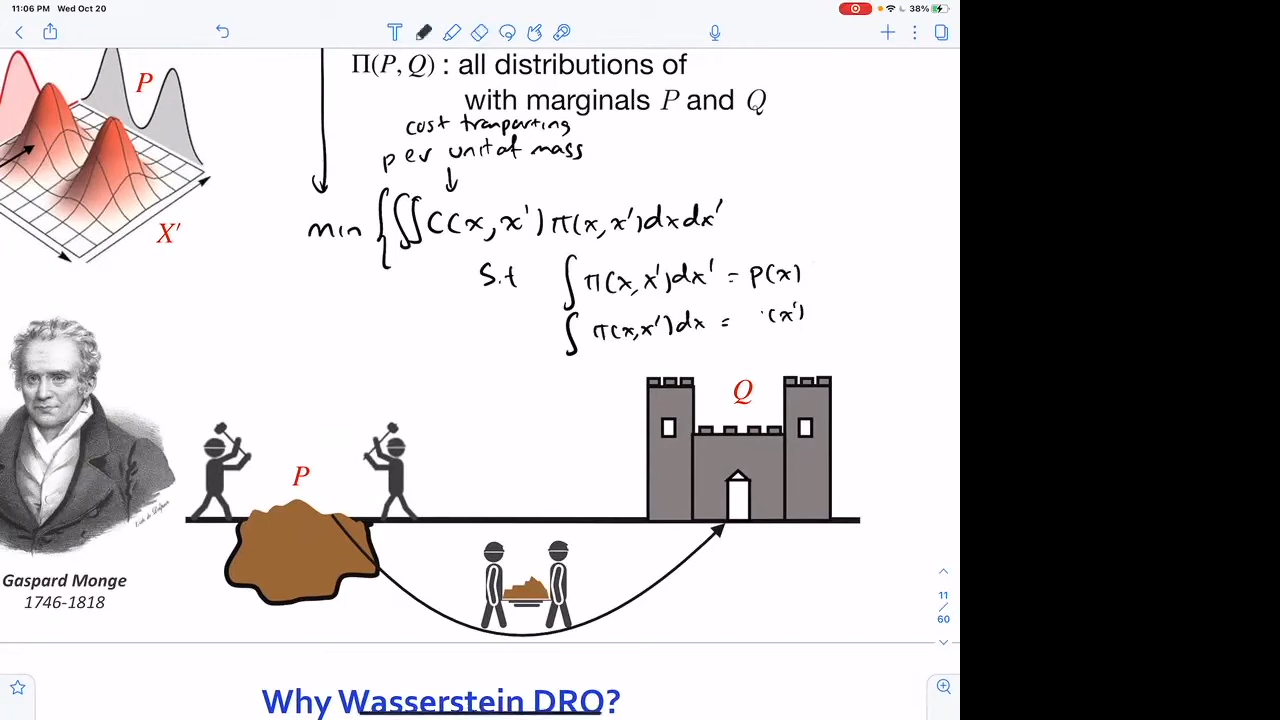 11:06 PM Wed Oct 20
38%
P
Π(P, Q) : all distributions of
with marginals P and Q
cost tranporting
per unit of mass
X′
min { ∬ C(x, x′) π(x, x′) dx dx′
s.t ∫ π(x, x′) dx′ = p(x)
∫ π(x, x′) dx = (x′)
Q
P
Gaspard Monge
1746-1818
11
/
60
Why Wasserstein DRO?